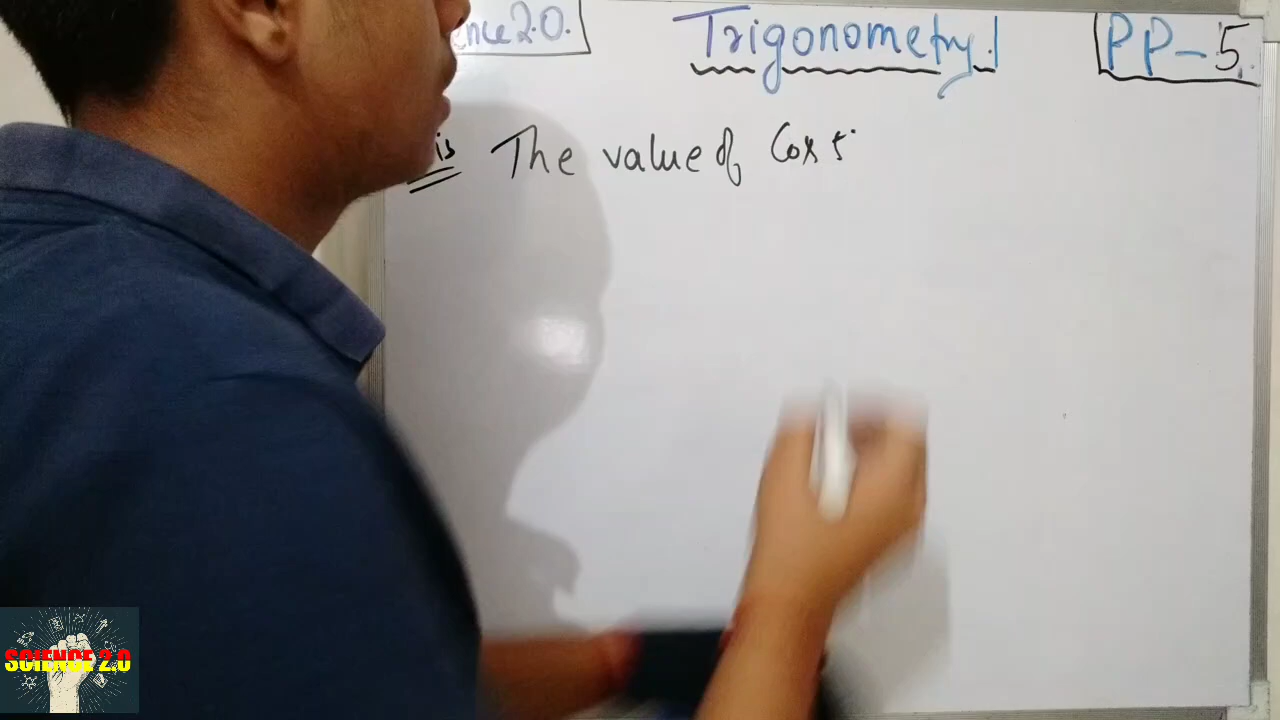 ence2.0.
Trigonometry.
PP-5.
is The value of Cos 5°
SCIENCE 2.0